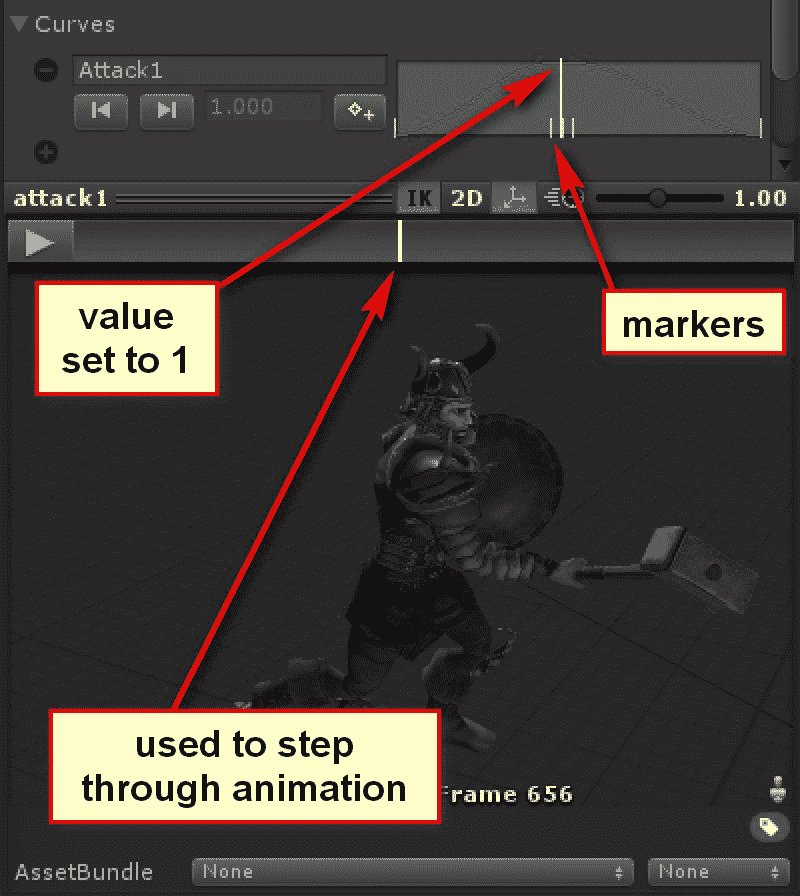 Curves
Attack1
1.000
attack1
IK
2D
1.00
value
set to 1
markers
used to step
through animation
Frame 656
AssetBundle
None
None